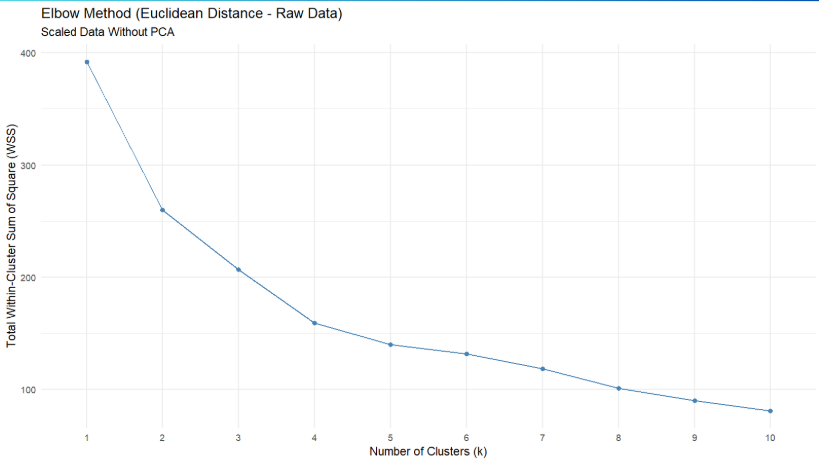 Elbow Method (Euclidean Distance - Raw Data)
Scaled Data Without PCA
400
300
200
100
Total Within-Cluster Sum of Square (WSS)
1 2 3 4 5 6 7 8 9 10
Number of Clusters (k)